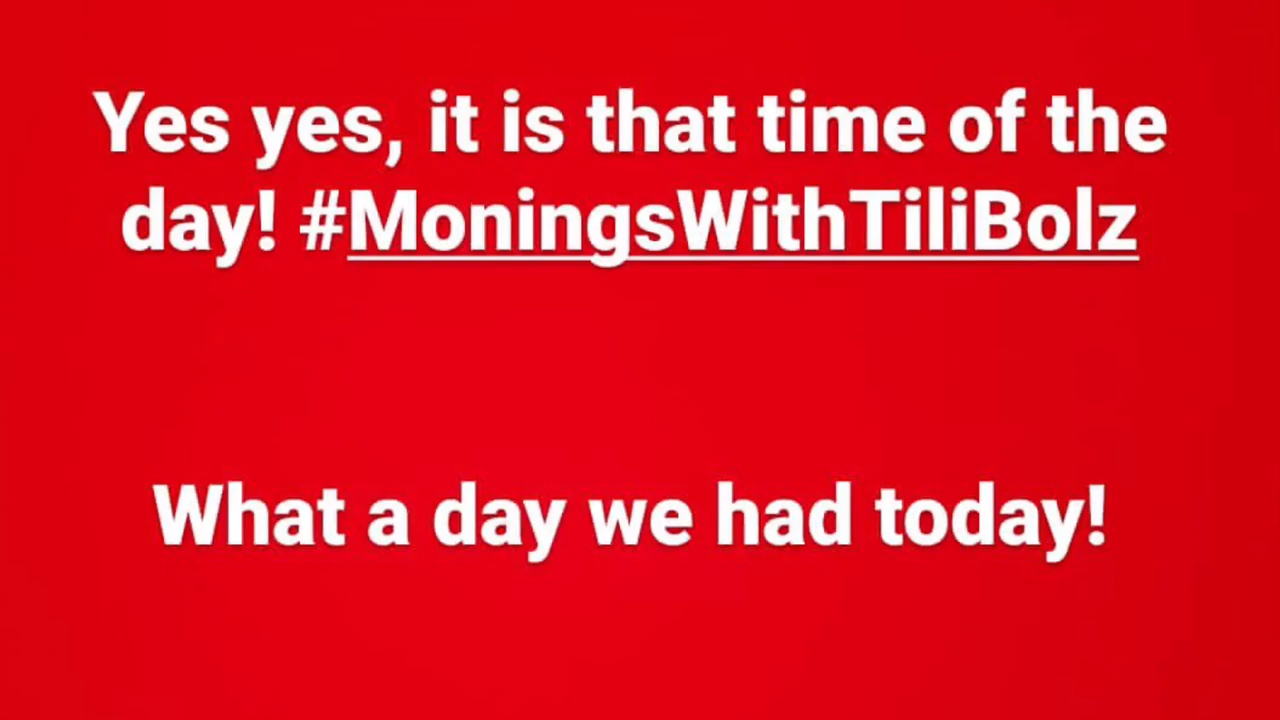 Yes yes, it is that time of the
day! #MoningsWithTiliBolz
What a day we had today!